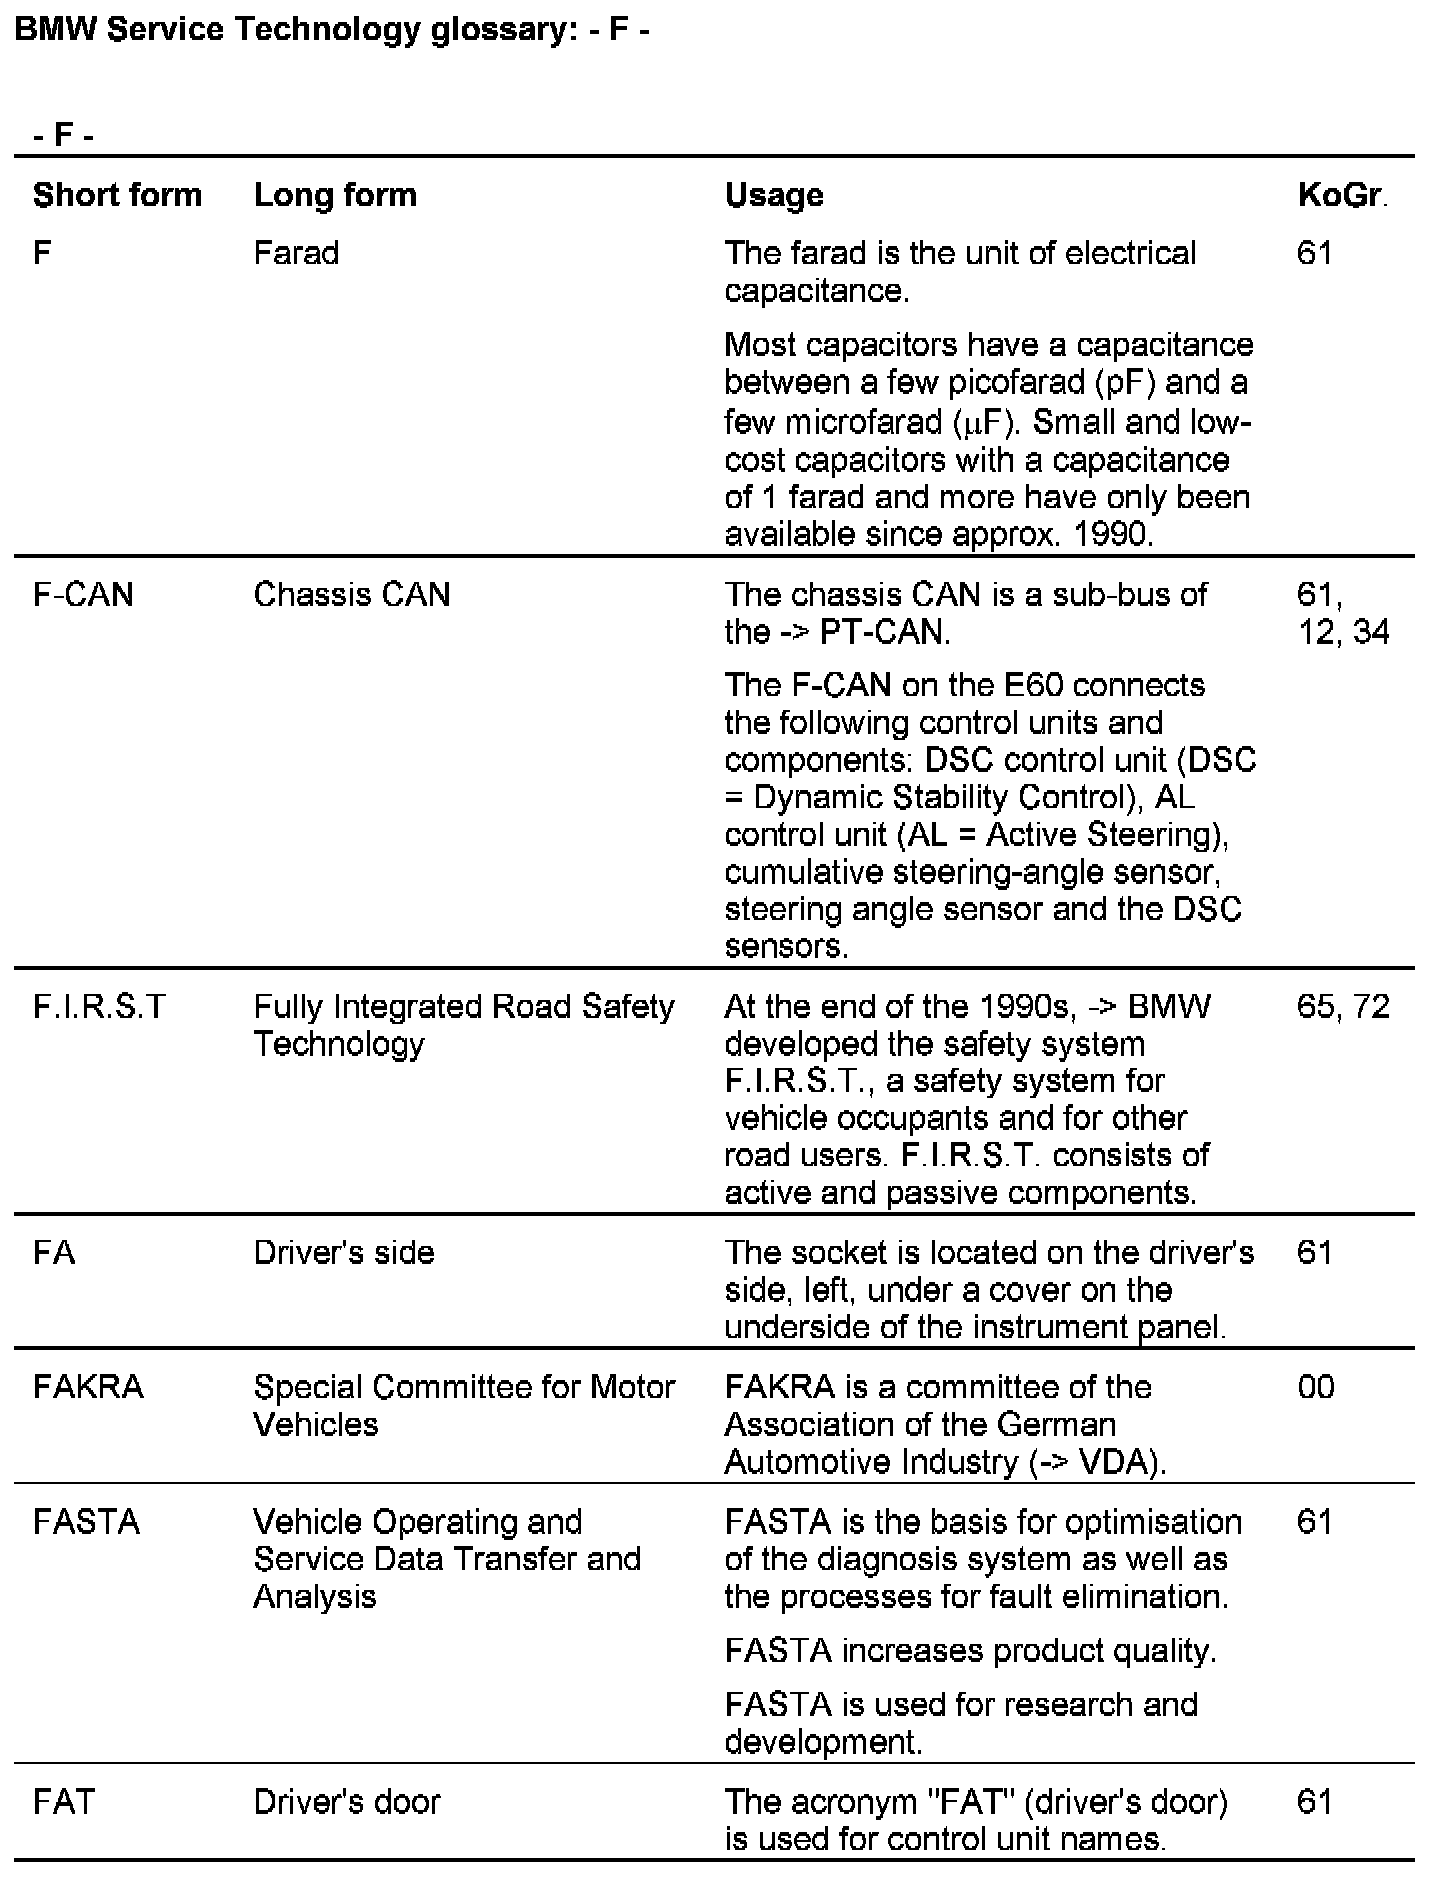 BMW Service Technology glossary: - F -
- F -
Short form Long form Usage KoGr.
F Farad The farad is the unit of electrical 61
capacitance.
Most capacitors have a capacitance
between a few picofarad (pF) and a
few microfarad (µF). Small and low-
cost capacitors with a capacitance
of 1 farad and more have only been
available since approx. 1990.
F-CAN Chassis CAN The chassis CAN is a sub-bus of 61,
the -> PT-CAN. 12, 34
The F-CAN on the E60 connects
the following control units and
components: DSC control unit (DSC
= Dynamic Stability Control), AL
control unit (AL = Active Steering),
cumulative steering-angle sensor,
steering angle sensor and the DSC
sensors.
F.I.R.S.T Fully Integrated Road Safety At the end of the 1990s, -> BMW 65, 72
Technology developed the safety system
F.I.R.S.T., a safety system for
vehicle occupants and for other
road users. F.I.R.S.T. consists of
active and passive components.
FA Driver's side The socket is located on the driver's 61
side, left, under a cover on the
underside of the instrument panel.
FAKRA Special Committee for Motor FAKRA is a committee of the 00
Vehicles Association of the German
Automotive Industry (-> VDA).
FASTA Vehicle Operating and FASTA is the basis for optimisation 61
Service Data Transfer and of the diagnosis system as well as
Analysis the processes for fault elimination.
FASTA increases product quality.
FASTA is used for research and
development.
FAT Driver's door The acronym "FAT" (driver's door) 61
is used for control unit names.